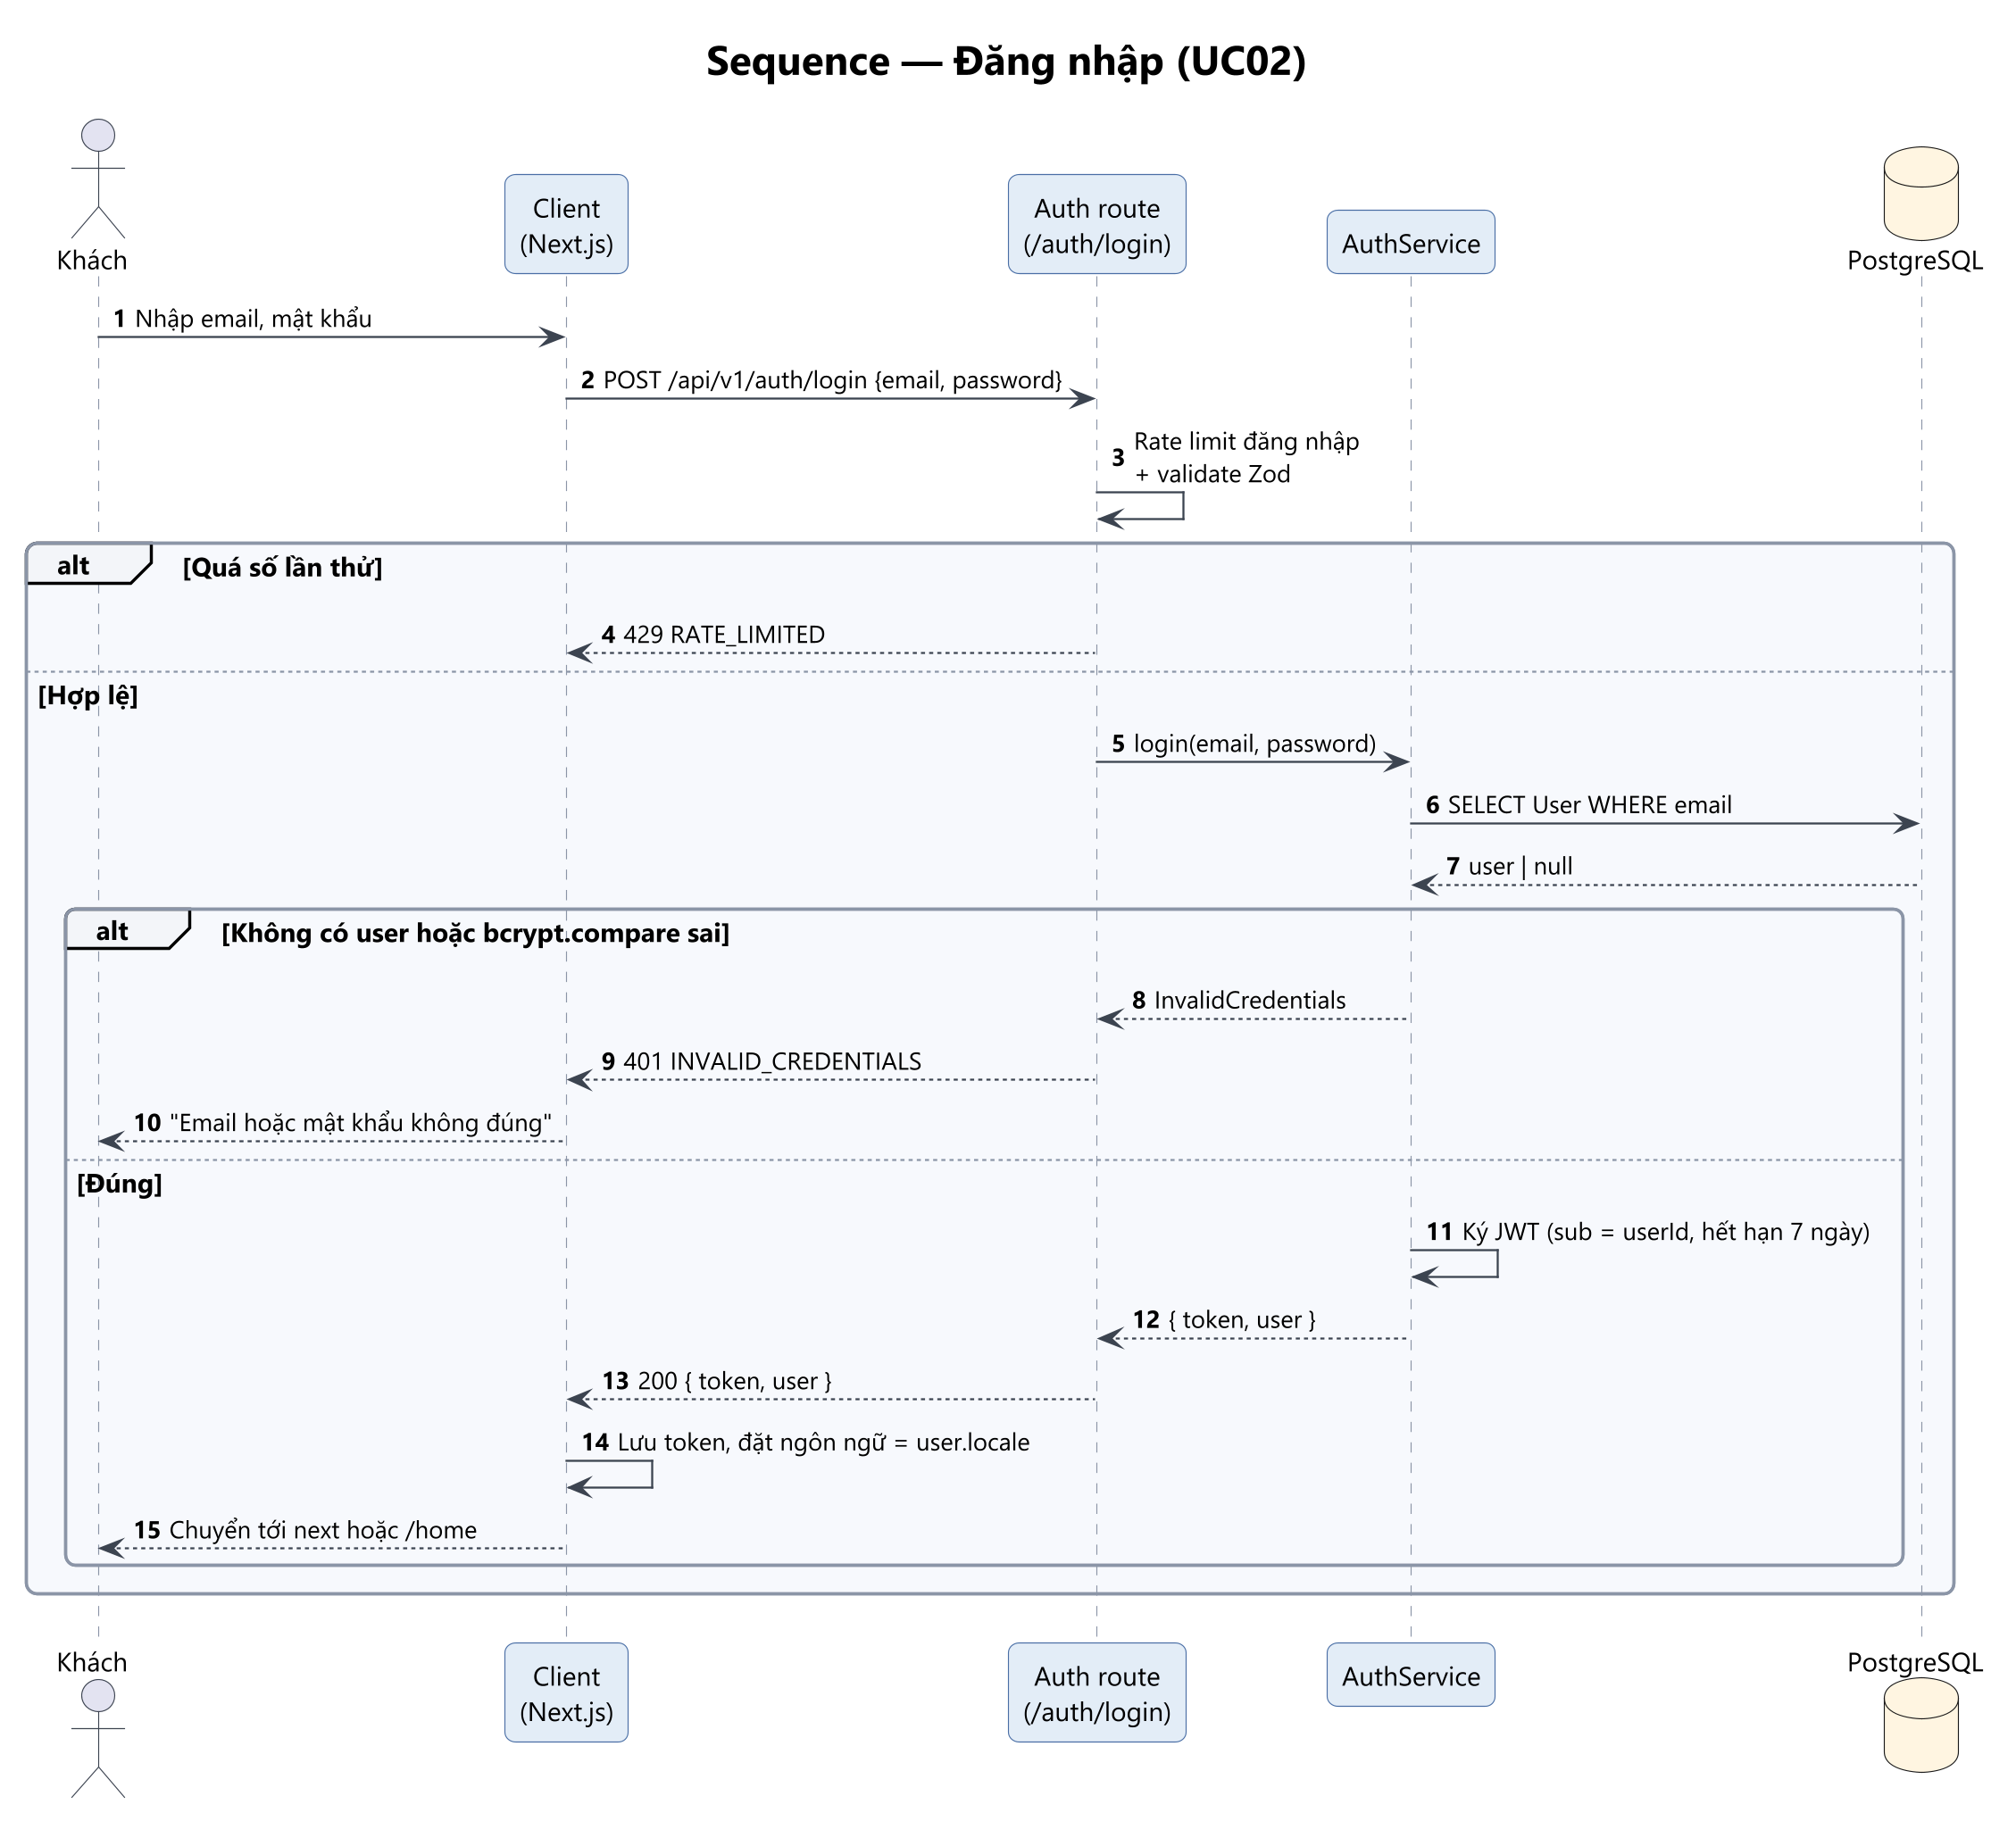 Sequence — Đăng nhập (UC02)
Khách
Client
(Next.js)
Auth route
(/auth/login)
AuthService
PostgreSQL
1 Nhập email, mật khẩu
2 POST /api/v1/auth/login {email, password}
3 Rate limit đăng nhập
+ validate Zod
alt [Quá số lần thử]
4 429 RATE_LIMITED
[Hợp lệ]
5 login(email, password)
6 SELECT User WHERE email
7 user | null
alt [Không có user hoặc bcrypt.compare sai]
8 InvalidCredentials
9 401 INVALID_CREDENTIALS
10 "Email hoặc mật khẩu không đúng"
[Đúng]
11 Ký JWT (sub = userId, hết hạn 7 ngày)
12 { token, user }
13 200 { token, user }
14 Lưu token, đặt ngôn ngữ = user.locale
15 Chuyển tới next hoặc /home
Khách
Client
(Next.js)
Auth route
(/auth/login)
AuthService
PostgreSQL